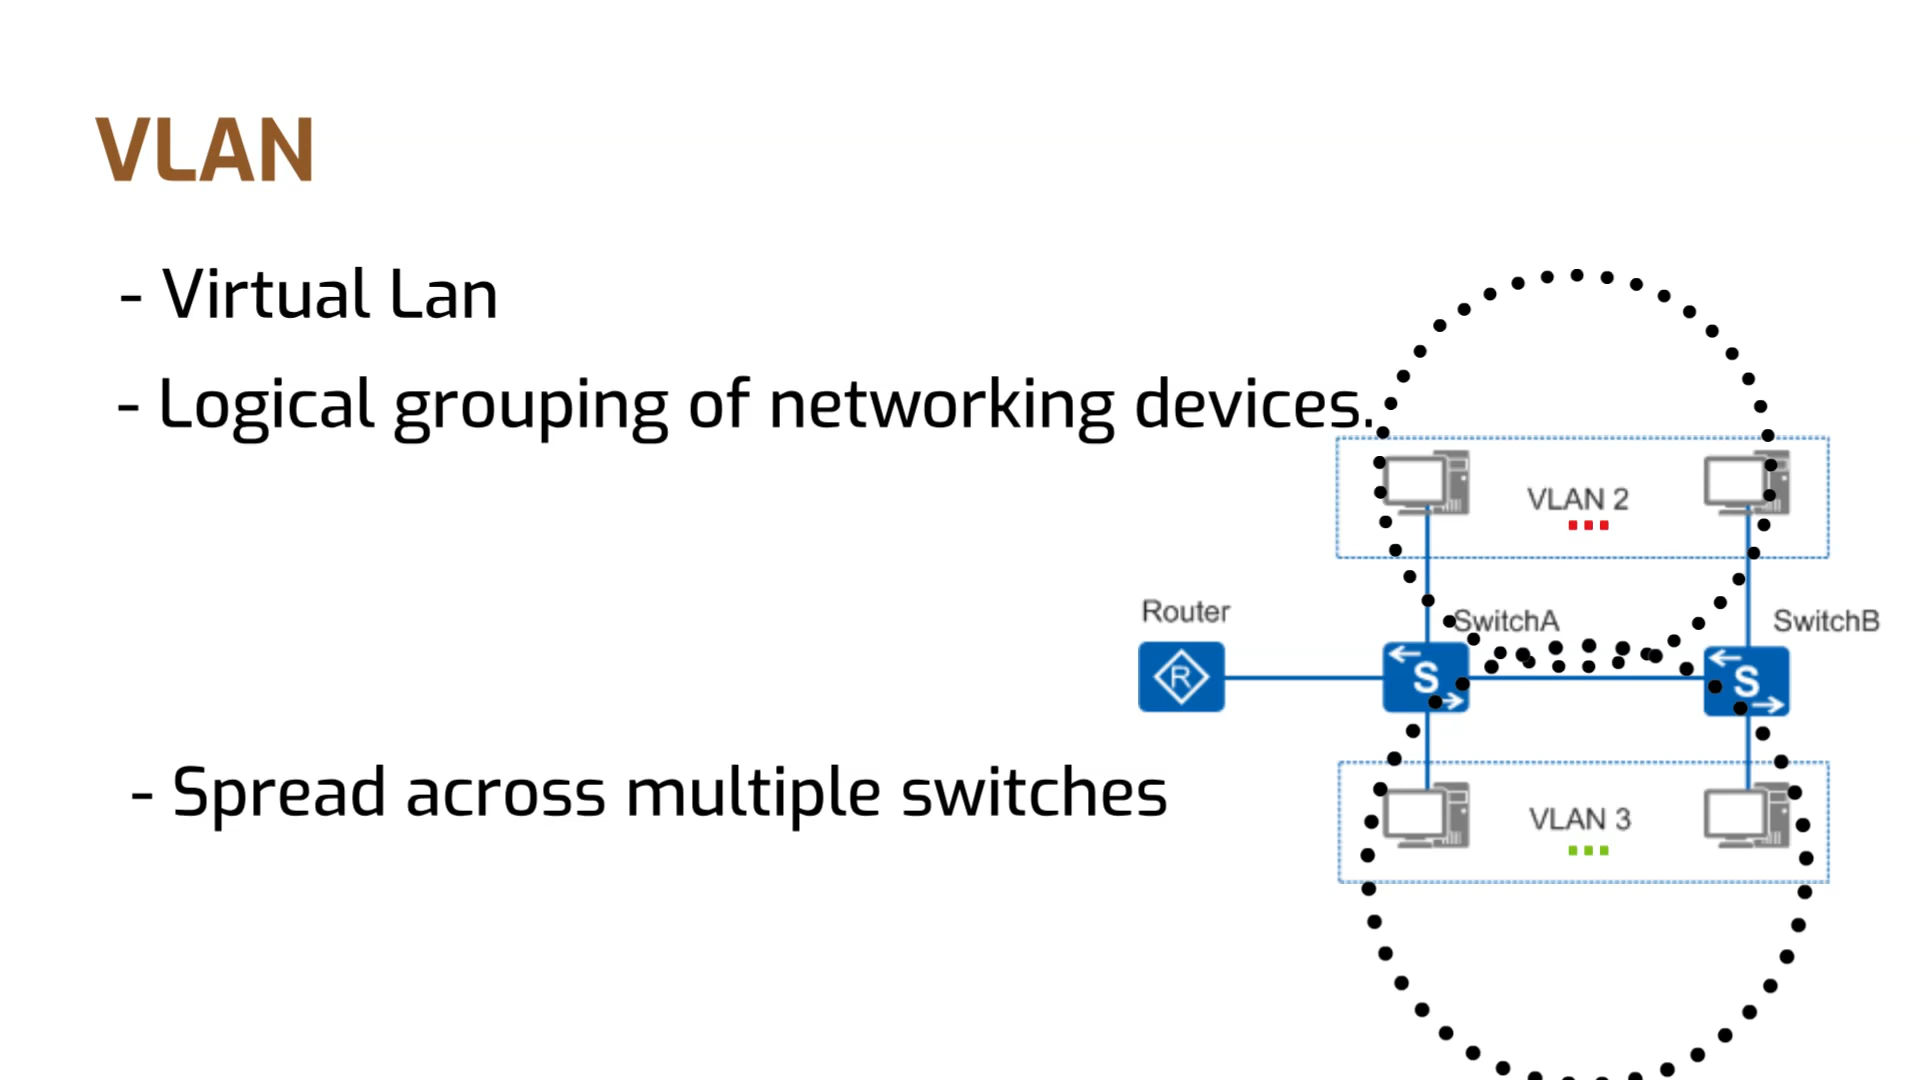 VLAN
- Virtual Lan
- Logical grouping of networking devices.
VLAN 2
Router
SwitchA
SwitchB
R
S
S
- Spread across multiple switches
VLAN 3